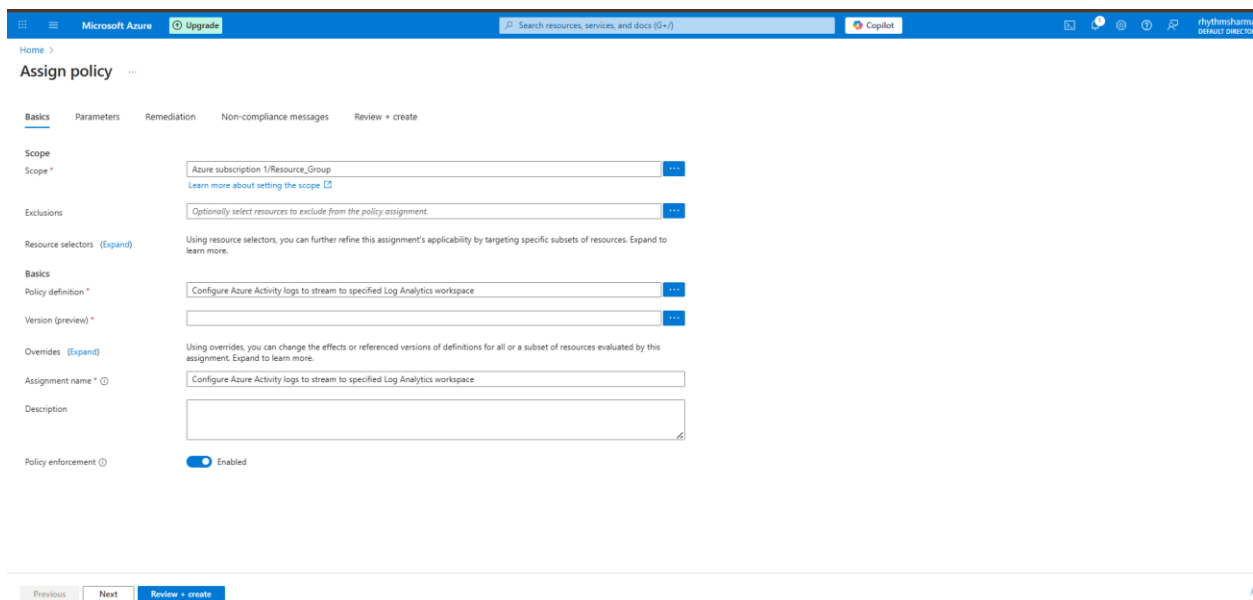 Microsoft Azure Upgrade Search resources, services, and docs (G+/) Copilot 1 rhythmsharma
DEFAULT DIRECTOR
Home >
Assign policy ...
Basics Parameters Remediation Non-compliance messages Review + create
Scope
Scope * Azure subscription 1/Resource_Group ...
Learn more about setting the scope
Exclusions Optionally select resources to exclude from the policy assignment. ...
Resource selectors (Expand) Using resource selectors, you can further refine this assignment's applicability by targeting specific subsets of resources. Expand to
learn more.
Basics
Policy definition * Configure Azure Activity logs to stream to specified Log Analytics workspace ...
Version (preview) * ...
Overrides (Expand) Using overrides, you can change the effects or referenced versions of definitions for all or a subset of resources evaluated by this
assignment. Expand to learn more.
Assignment name * Configure Azure Activity logs to stream to specified Log Analytics workspace
Description
Policy enforcement Enabled
Previous Next Review + create